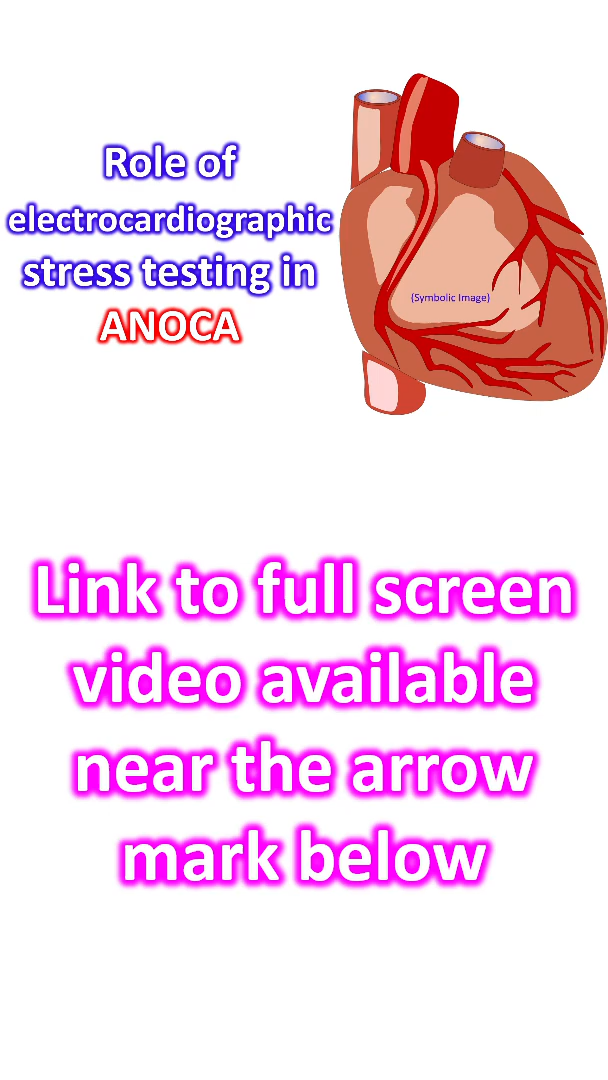 Role of
electrocardiographic
stress testing in
ANOCA
(Symbolic Image)
Link to full screen
video available
near the arrow
mark below